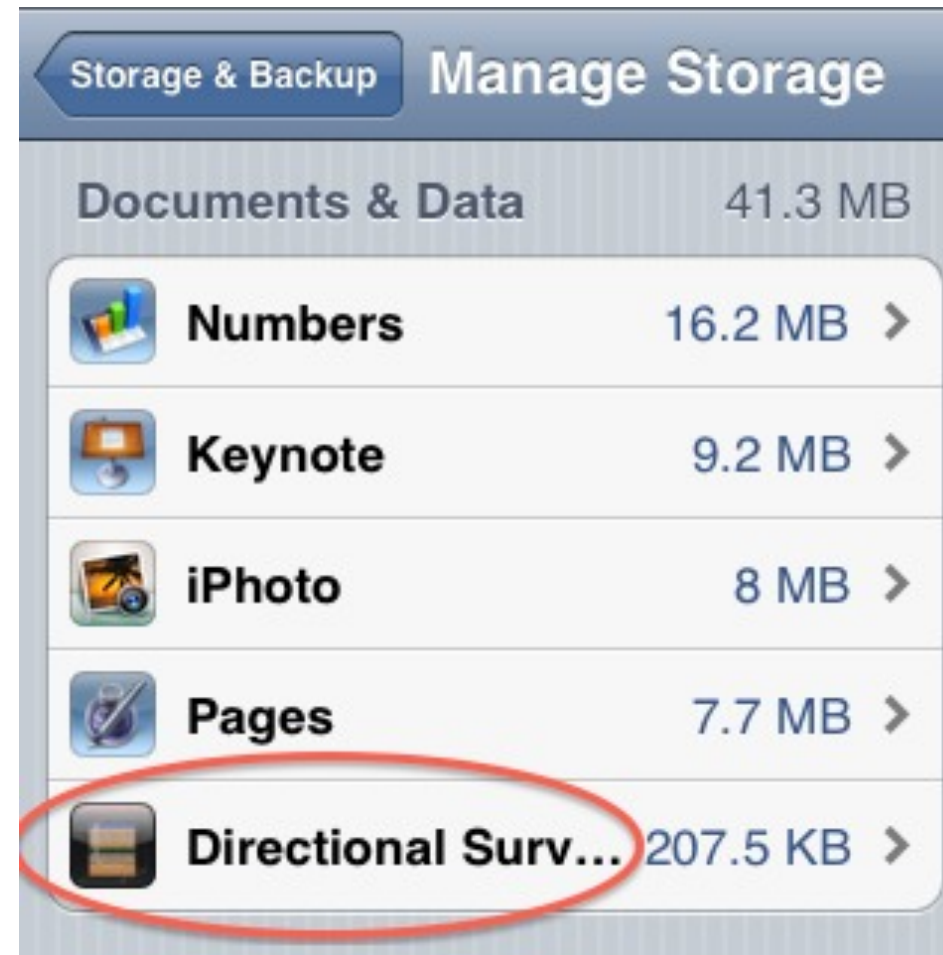 Storage & Backup Manage Storage
Documents & Data 41.3 MB
Numbers 16.2 MB
Keynote 9.2 MB
iPhoto 8 MB
Pages 7.7 MB
Directional Surv... 207.5 KB